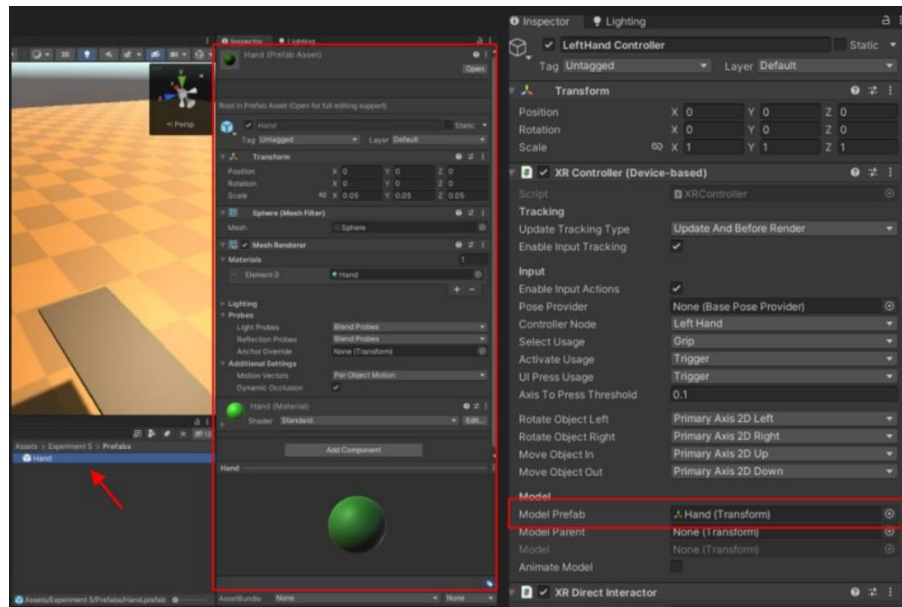 Persp
Assets > Experiment 5 > Prefabs
Hand
Assets/Experiment 5/Prefabs/Hand.prefab
Inspector Lighting
Hand (Prefab Asset)
Open
Root in Prefab Asset (Open for full editing support)
Hand Static
Tag Untagged Layer Default
Transform
Position X 0 Y 0 Z 0
Rotation X 0 Y 0 Z 0
Scale X 0.05 Y 0.05 Z 0.05
Sphere (Mesh Filter)
Mesh Sphere
Mesh Renderer
Materials 1
Element 0 Hand
+ −
Lighting
Probes
Light Probes Blend Probes
Reflection Probes Blend Probes
Anchor Override None (Transform)
Additional Settings
Motion Vectors Per Object Motion
Dynamic Occlusion
Hand (Material)
Shader Standard Edit...
Add Component
Hand
AssetBundle None None
Inspector Lighting
LeftHand Controller Static
Tag Untagged Layer Default
Transform
Position X 0 Y 0 Z 0
Rotation X 0 Y 0 Z 0
Scale X 1 Y 1 Z 1
XR Controller (Device-based)
Script XRController
Tracking
Update Tracking Type Update And Before Render
Enable Input Tracking
Input
Enable Input Actions
Pose Provider None (Base Pose Provider)
Controller Node Left Hand
Select Usage Grip
Activate Usage Trigger
UI Press Usage Trigger
Axis To Press Threshold 0.1
Rotate Object Left Primary Axis 2D Left
Rotate Object Right Primary Axis 2D Right
Move Object In Primary Axis 2D Up
Move Object Out Primary Axis 2D Down
Model
Model Prefab Hand (Transform)
Model Parent None (Transform)
Model None (Transform)
Animate Model
XR Direct Interactor